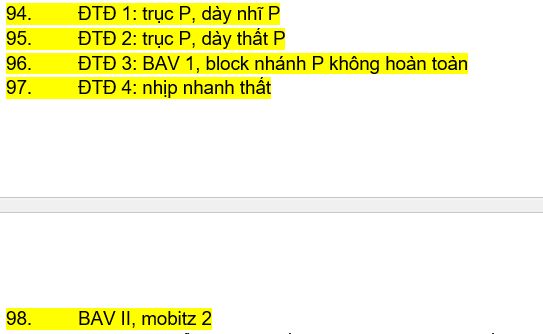 94. ĐTĐ 1: trục P, dày nhĩ P
95. ĐTĐ 2: trục P, dày thất P
96. ĐTĐ 3: BAV 1, block nhánh P không hoàn toàn
97. ĐTĐ 4: nhịp nhanh thất
98. BAV II, mobitz 2